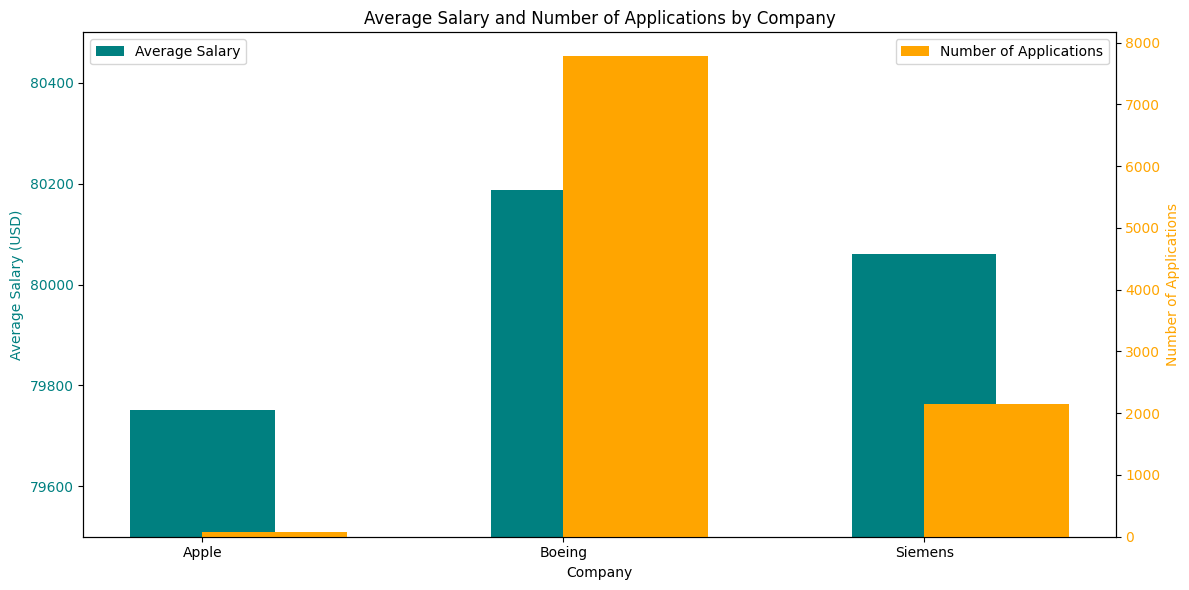 Average Salary and Number of Applications by Company
Average Salary
Number of Applications
Average Salary (USD)
80400
80200
80000
79800
79600
8000
7000
6000
5000
4000
3000
2000
1000
0
Number of Applications
Apple
Boeing
Siemens
Company